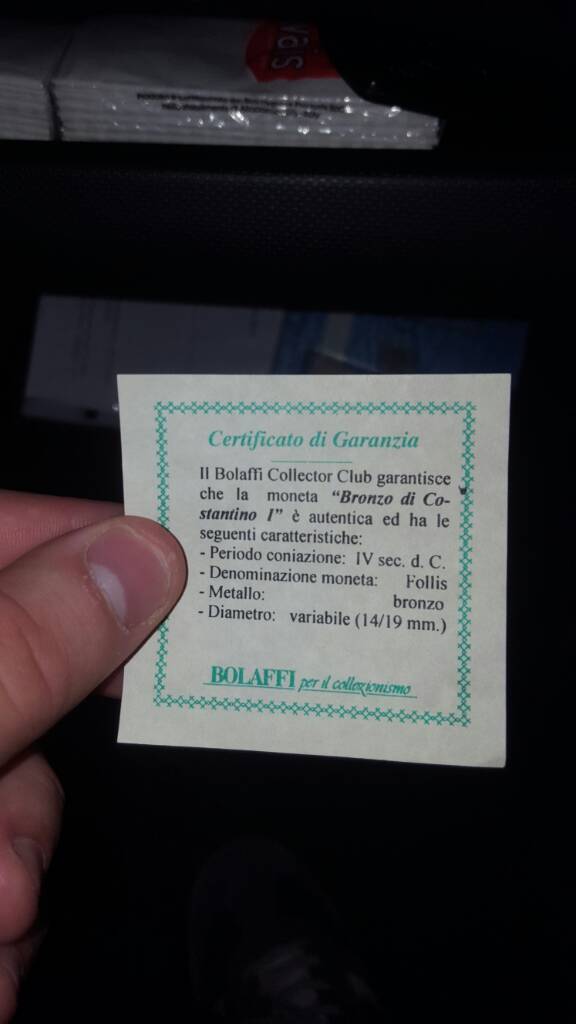 vas
Certificato di Garanzia
Il Bolaffi Collector Club garantisce
che la moneta "Bronzo di Co-
stantino I" è autentica ed ha le
seguenti caratteristiche:
- Periodo coniazione: IV sec. d. C.
- Denominazione moneta: Follis
- Metallo: bronzo
- Diametro: variabile (14/19 mm.)
BOLAFFI per il collezionismo